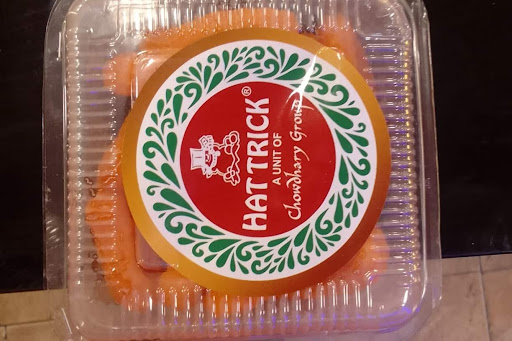 HAT TRICK®
A UNIT OF
Chowdhary Group